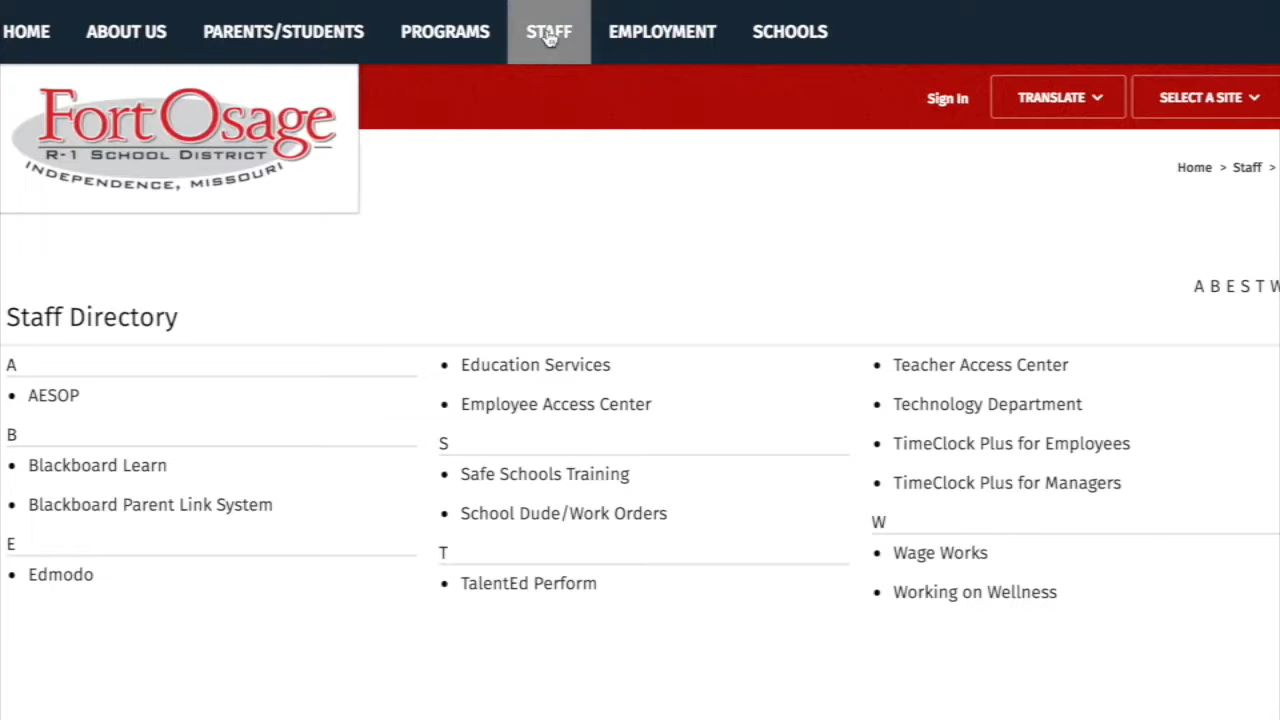 HOME ABOUT US PARENTS/STUDENTS PROGRAMS STAFF EMPLOYMENT SCHOOLS
Fort Osage
R-1 SCHOOL DISTRICT
INDEPENDENCE, MISSOURI
Sign In TRANSLATE SELECT A SITE
Home > Staff >
A B E S T W
Staff Directory
A
• AESOP
B
• Blackboard Learn
• Blackboard Parent Link System
E
• Edmodo
• Education Services
• Employee Access Center
S
• Safe Schools Training
• School Dude/Work Orders
T
• TalentEd Perform
• Teacher Access Center
• Technology Department
• TimeClock Plus for Employees
• TimeClock Plus for Managers
W
• Wage Works
• Working on Wellness